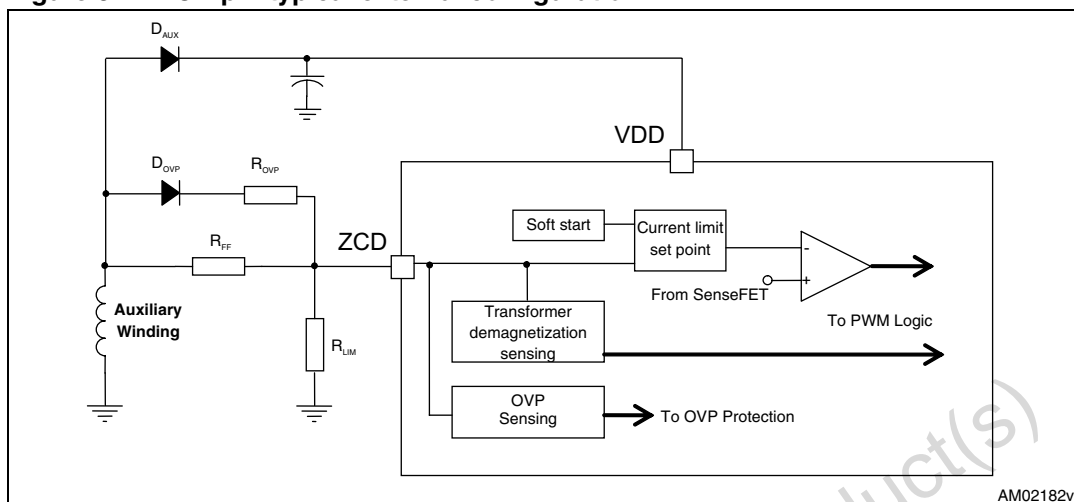 D_AUX
VDD
D_OVP
R_OVP
Soft start
Current limit
set point
ZCD
R_FF
-
+
From SenseFET
Auxiliary
Winding
Transformer
demagnetization
sensing
To PWM Logic
R_LIM
OVP
Sensing
To OVP Protection
duct(s)
AM02182v